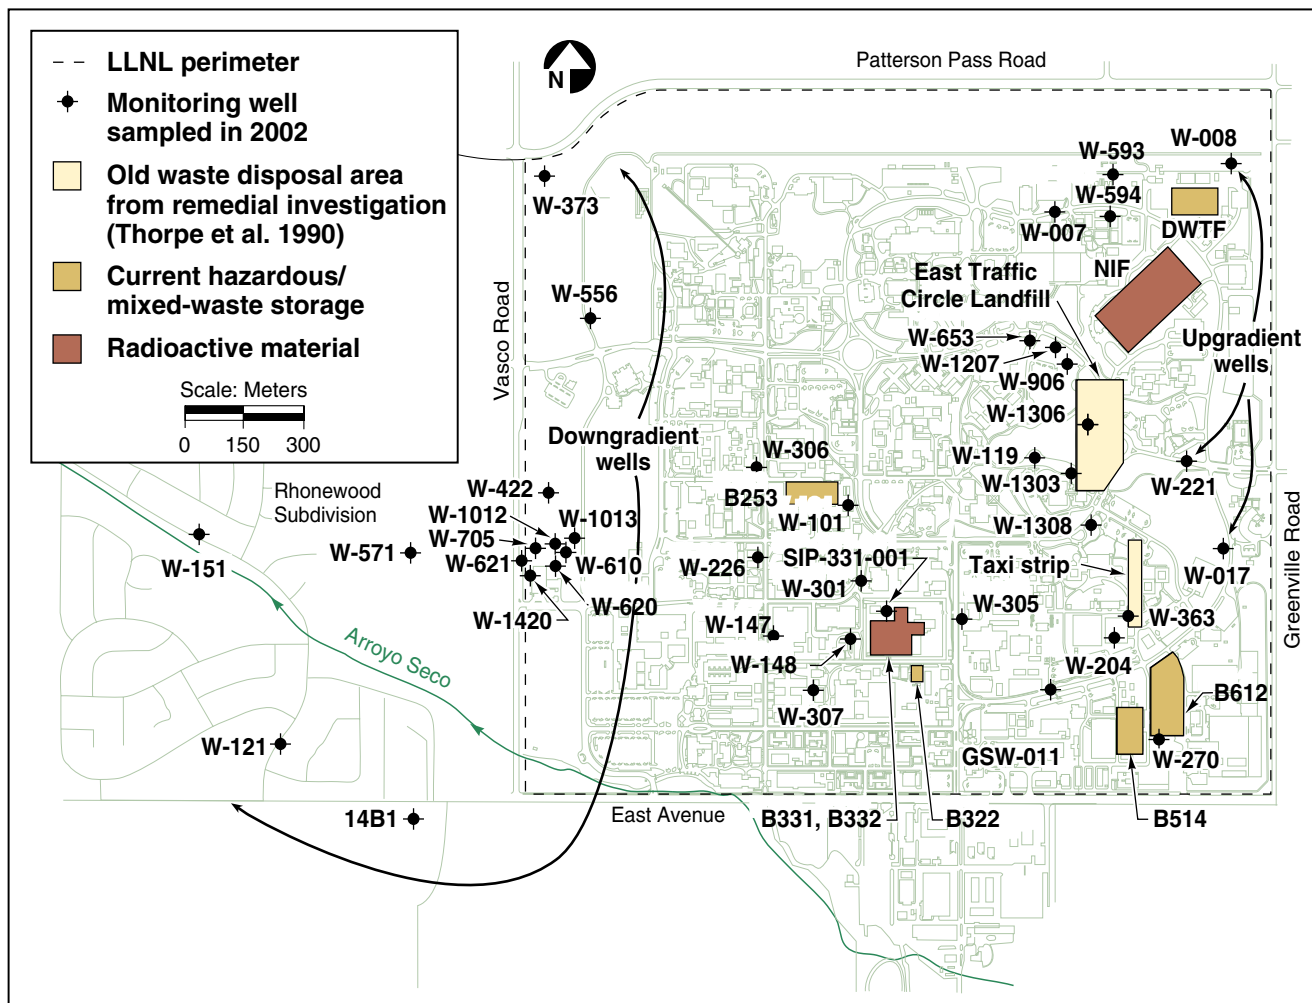 LLNL perimeter
Monitoring well
sampled in 2002
Old waste disposal area
from remedial investigation
(Thorpe et al. 1990)
Current hazardous/
mixed-waste storage
Radioactive material
Scale: Meters
0 150 300
N
Patterson Pass Road
W-008
W-593
W-594
W-373
W-007
DWTF
NIF
East Traffic
Circle Landfill
Vasco Road
W-556
W-653
W-1207
W-906
Upgradient
wells
W-1306
Downgradient
wells
W-306
W-119
W-1303
W-221
Rhonewood
Subdivision
W-422
W-1012
W-1013
W-705
B253
W-101
W-1308
Greenville Road
W-151
W-571
W-621
W-610
W-226
SIP-331-001
W-301
Taxi strip
W-017
W-620
W-1420
W-147
W-305
W-363
Arroyo Seco
W-148
W-204
W-307
B612
W-121
GSW-011
W-270
14B1
East Avenue
B331, B332
B322
B514